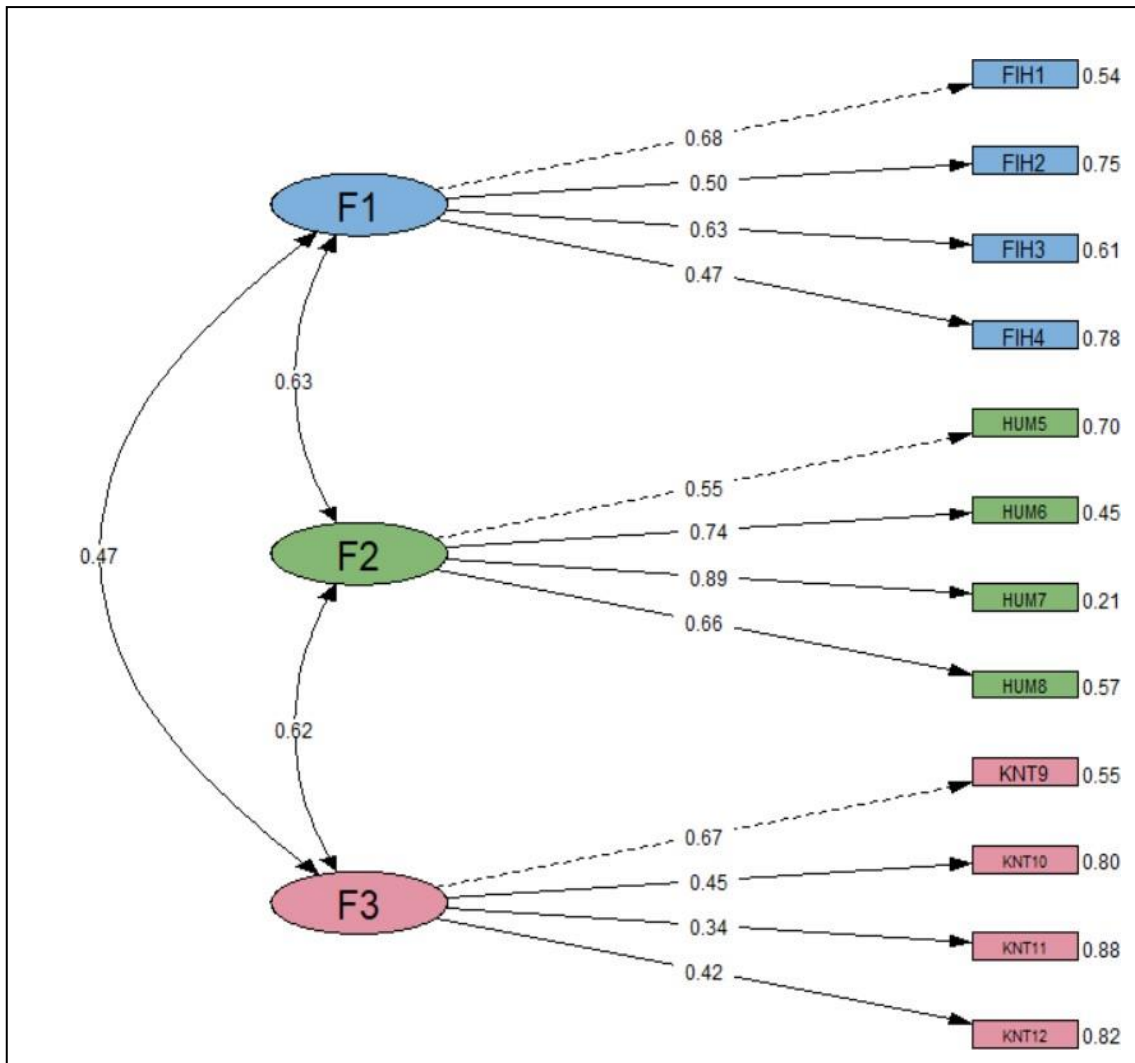 FIH1 0.54
0.68
FIH2 0.75
0.50
F1
0.63
FIH3 0.61
0.47
FIH4 0.78
0.63
HUM5 0.70
0.55
HUM6 0.45
0.74
F2
0.47
0.89
HUM7 0.21
0.66
HUM8 0.57
0.62
KNT9 0.55
0.67
KNT10 0.80
0.45
F3
0.34
KNT11 0.88
0.42
KNT12 0.82